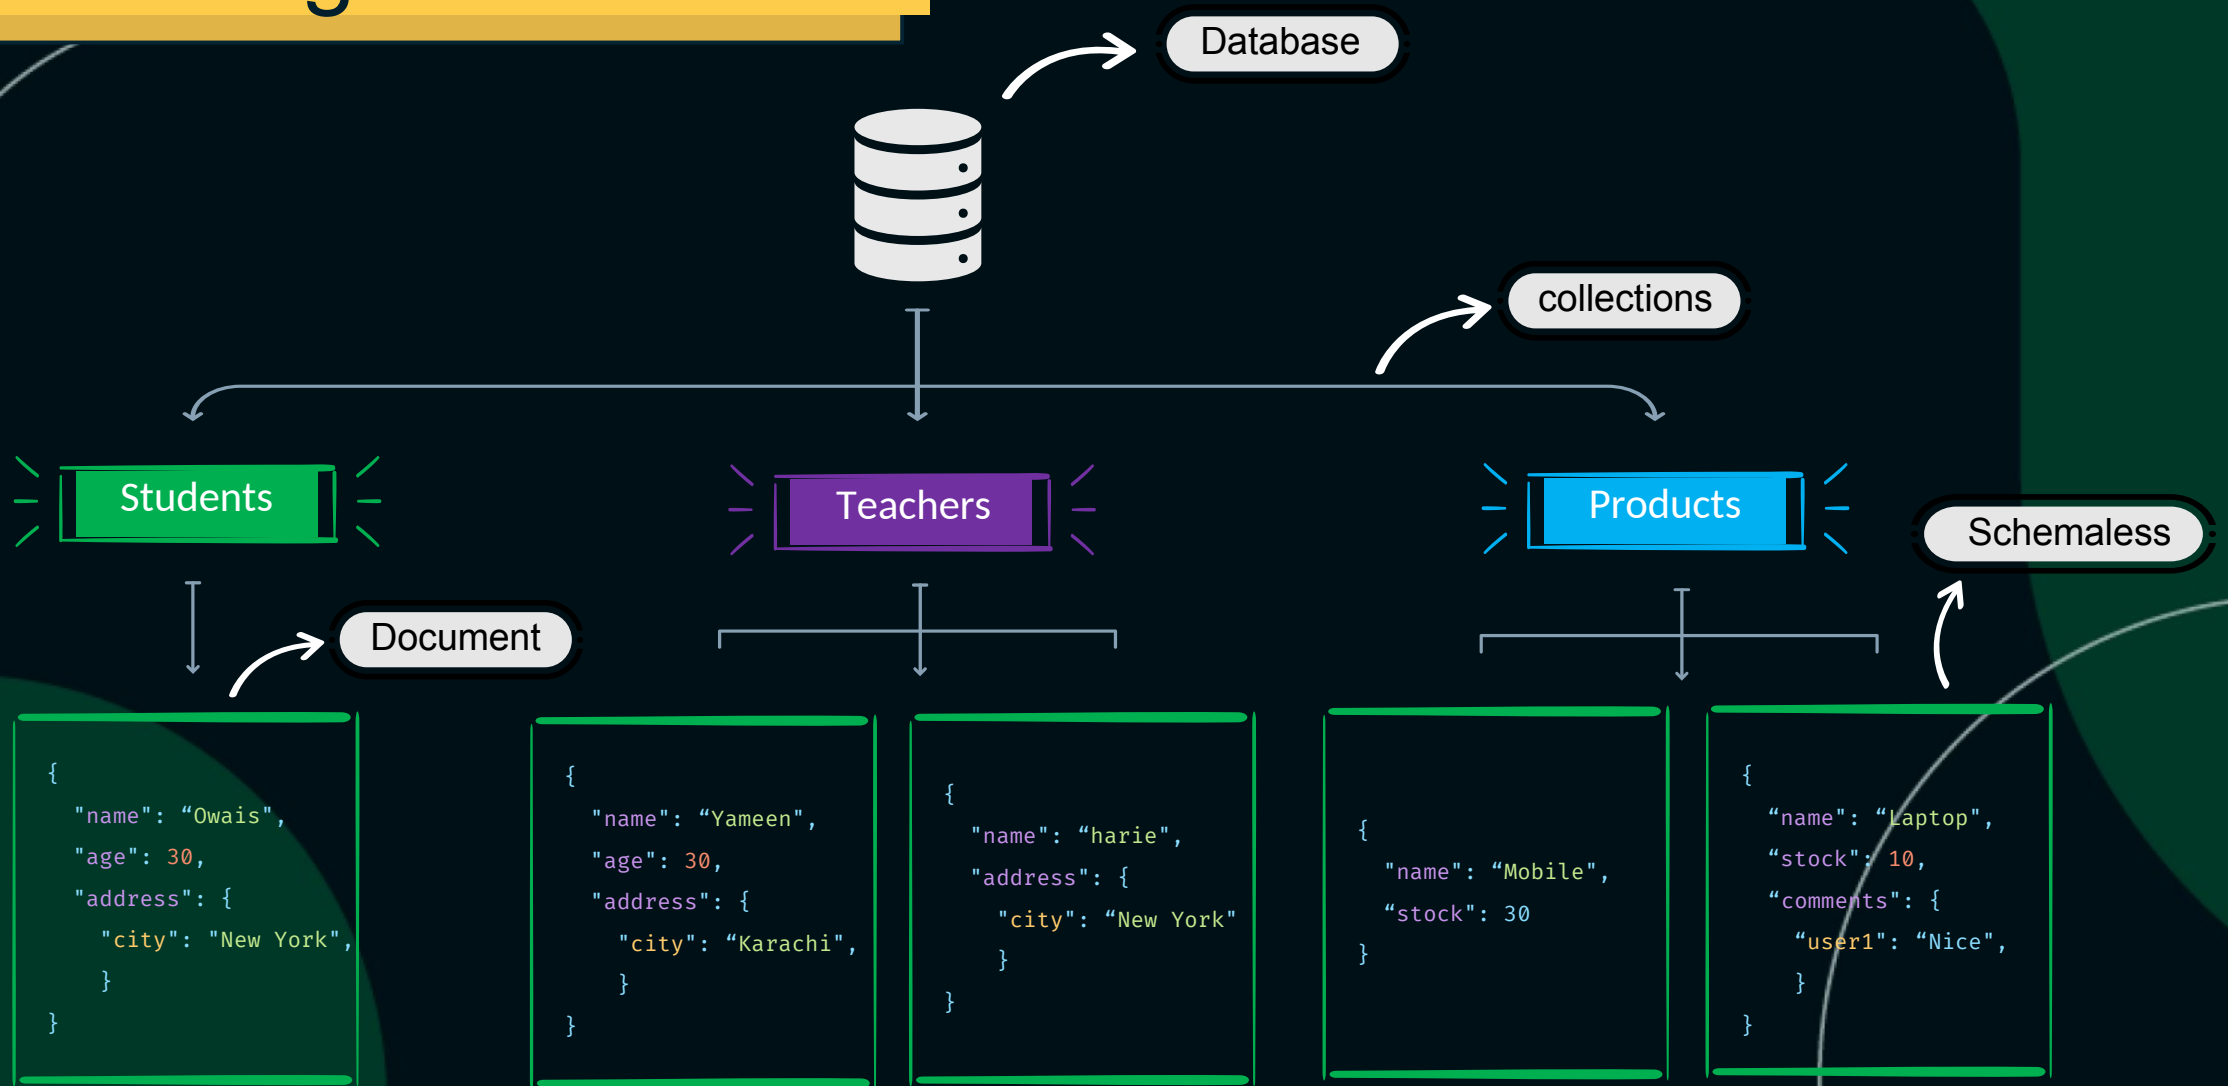 g
Database
collections
Students
Teachers
Products
Schemaless
Document
{
"name": “Owais",
"age": 30,
"address": {
"city": "New York",
}
}
{
"name": “Yameen",
"age": 30,
"address": {
"city": “Karachi",
}
}
{
"name": “harie",
"address": {
"city": “New York"
}
}
{
"name": “Mobile",
“stock": 30
}
{
“name": “Laptop",
“stock": 10,
“comments": {
“user1": “Nice",
}
}